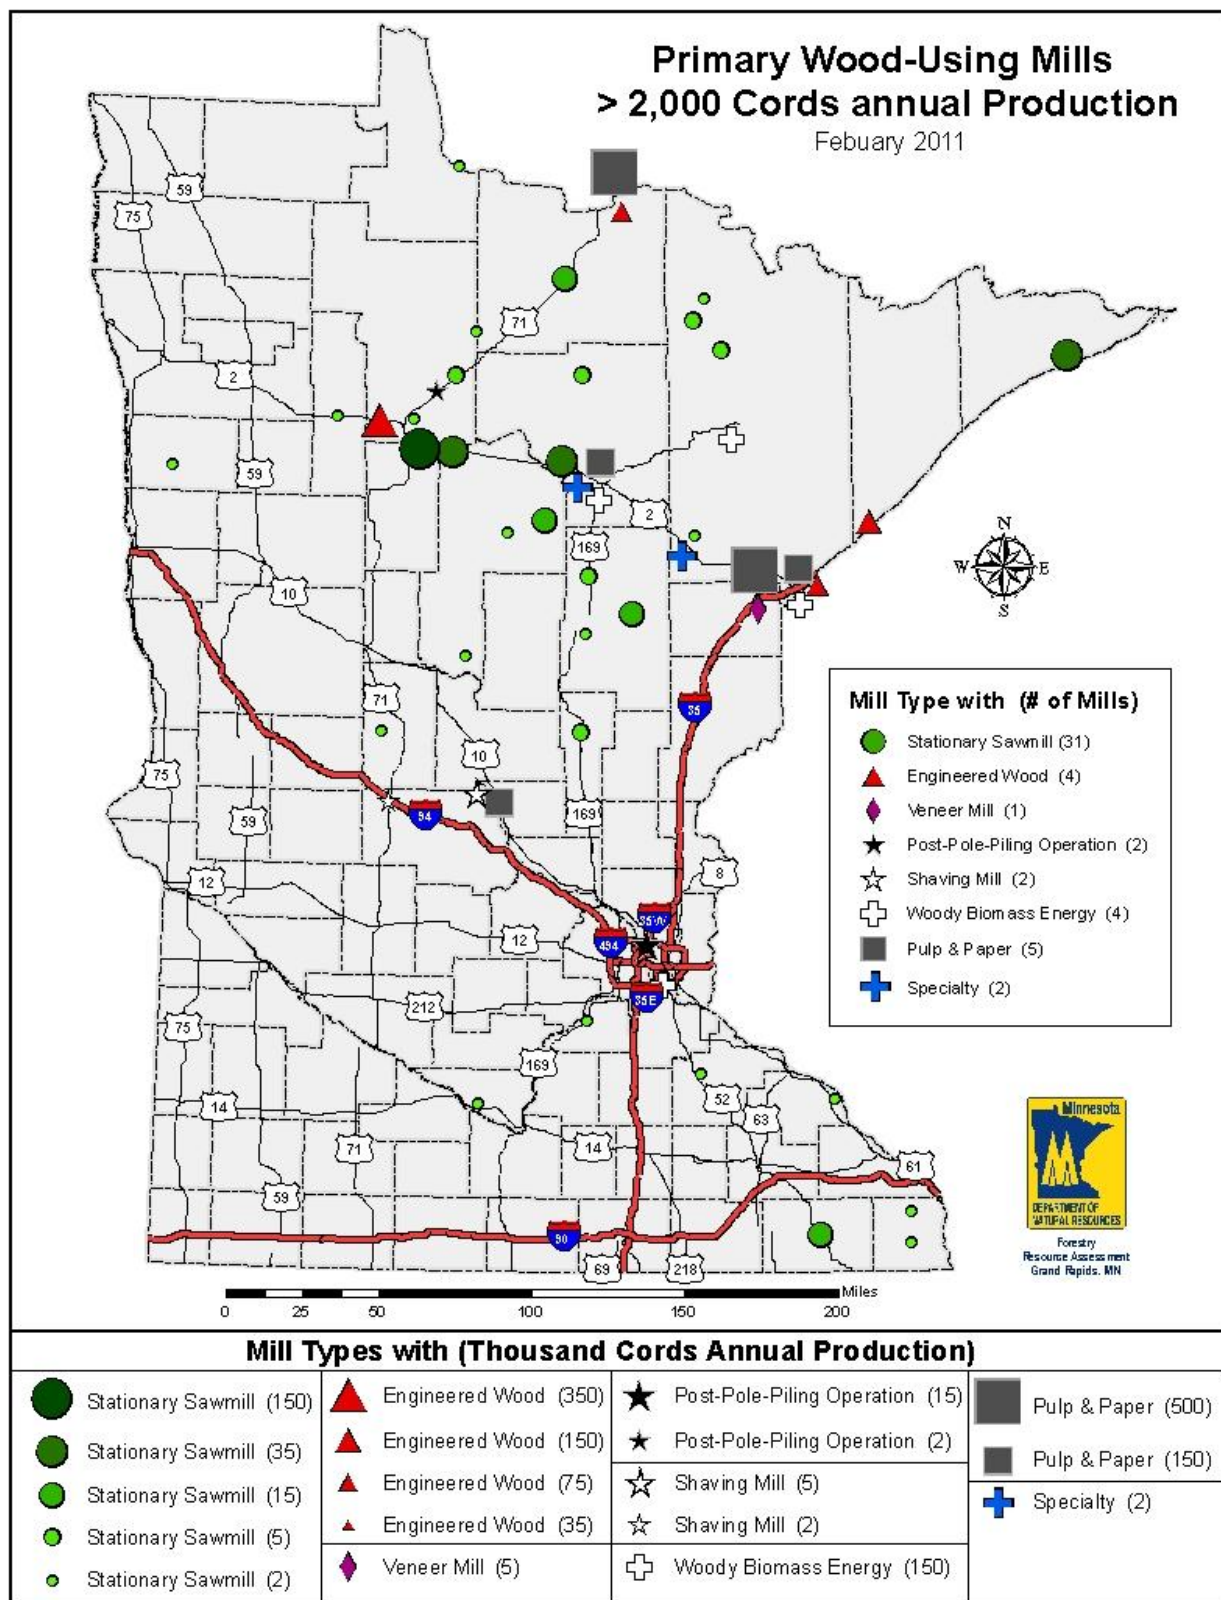 Primary Wood-Using Mills
> 2,000 Cords annual Production
Febuary 2011
59
75
71
2
59
2
169
10
N
W E
S
71
35
10
75
59
94
169
12
8
35W
494
12
212
35E
75
169
14
52
63
71
14
61
59
90
69
218
Mill Type with (# of Mills)
Stationary Sawmill (31)
Engineered Wood (4)
Veneer Mill (1)
Post-Pole-Piling Operation (2)
Shaving Mill (2)
Woody Biomass Energy (4)
Pulp & Paper (5)
Specialty (2)
Minnesota
DEPARTMENT OF
NATURAL RESOURCES
Forestry
Resource Assessment
Grand Rapids, MN
Miles
0 25 50 100 150 200
Mill Types with (Thousand Cords Annual Production)
Stationary Sawmill (150)
Stationary Sawmill (35)
Stationary Sawmill (15)
Stationary Sawmill (5)
Stationary Sawmill (2)
Engineered Wood (350)
Engineered Wood (150)
Engineered Wood (75)
Engineered Wood (35)
Veneer Mill (5)
Post-Pole-Piling Operation (15)
Post-Pole-Piling Operation (2)
Shaving Mill (5)
Shaving Mill (2)
Woody Biomass Energy (150)
Pulp & Paper (500)
Pulp & Paper (150)
Specialty (2)